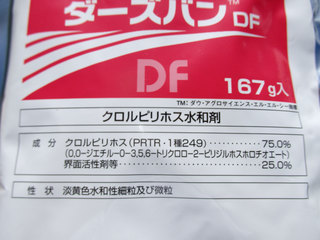 ダーズバン™DF
DF
167g入
TM:ダウ・アグロサイエンス・エル・エル・シー商標
クロルピリホス水和剤
成 分 クロルピリホス(PRTR・1種249)············75.0%
(O,O-ジエチル-O-3,5,6-トリクロロ-2-ピリジルホスホロチオエート)
界面活性剤等····························25.0%
性 状 淡黄色水和性細粒及び微粒